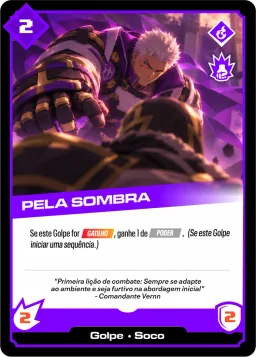 2
PELA SOMBRA
Se este Golpe for GATILHO, ganhe 1 de PODER. (Se este Golpe
iniciar uma sequência.)
"Primeira lição de combate: Sempre se adapte
ao ambiente e seja furtivo na abordagem inicial"
- Comandante Vernn
2
2
Golpe • Soco